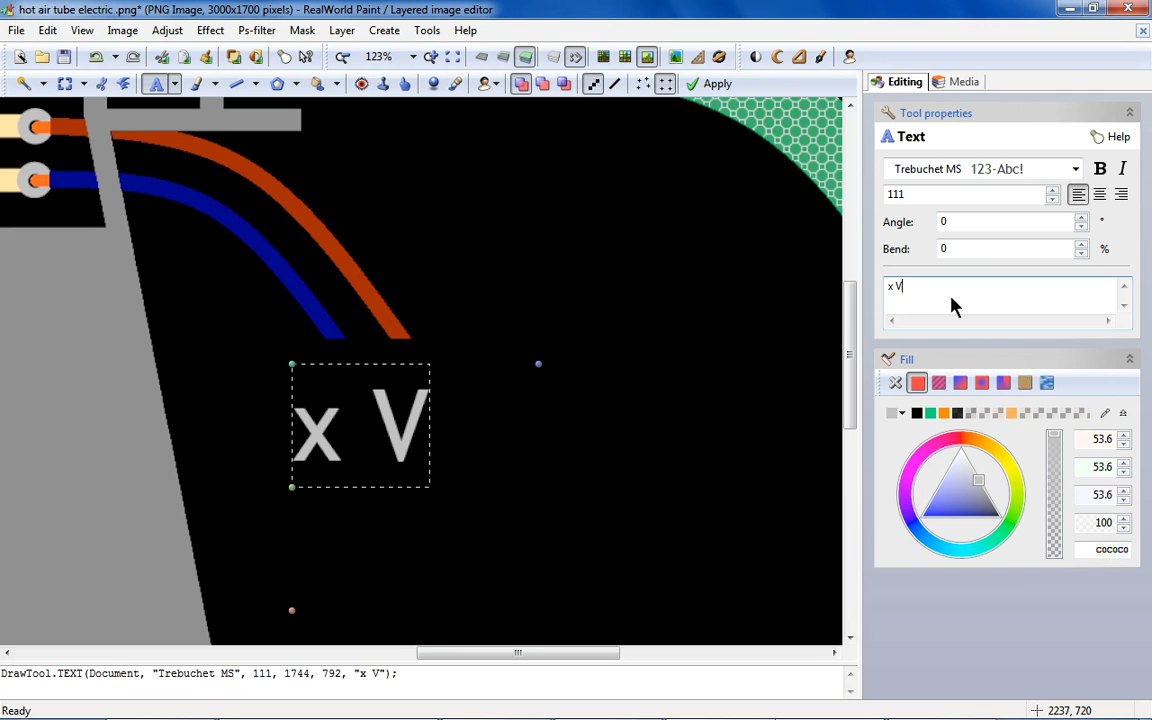 hot air tube electric .png* (PNG Image, 3000x1700 pixels) - RealWorld Paint / Layered image editor
File Edit View Image Adjust Effect Ps-filter Mask Layer Create Tools Help
123%
Apply
Editing Media
Tool properties
A Text Help
Trebuchet MS 123-Abc! B I
111
Angle: 0 °
Bend: 0 %
x V
x V
Fill
53.6
53.6
53.6
100
C0C0C0
DrawTool.TEXT(Document, "Trebuchet MS", 111, 1744, 792, "x V");
Ready 2237, 720